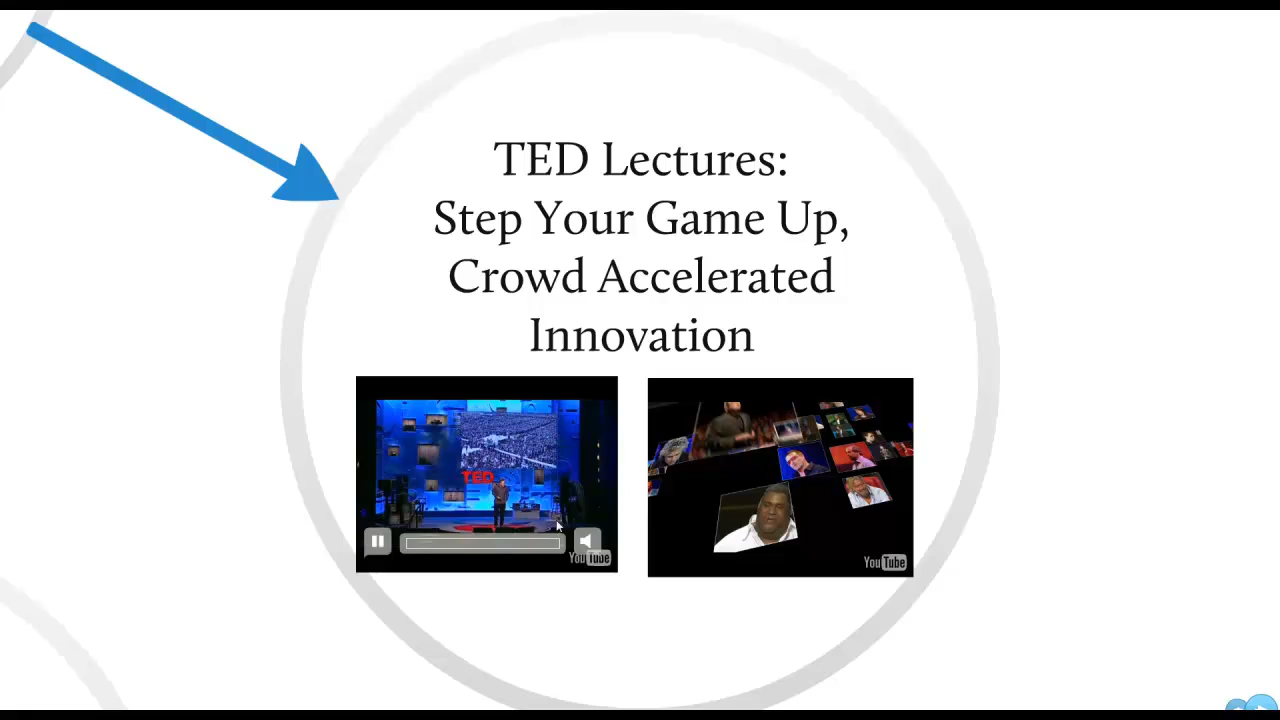 TED Lectures:
Step Your Game Up,
Crowd Accelerated
Innovation
TED
YouTube
YouTube